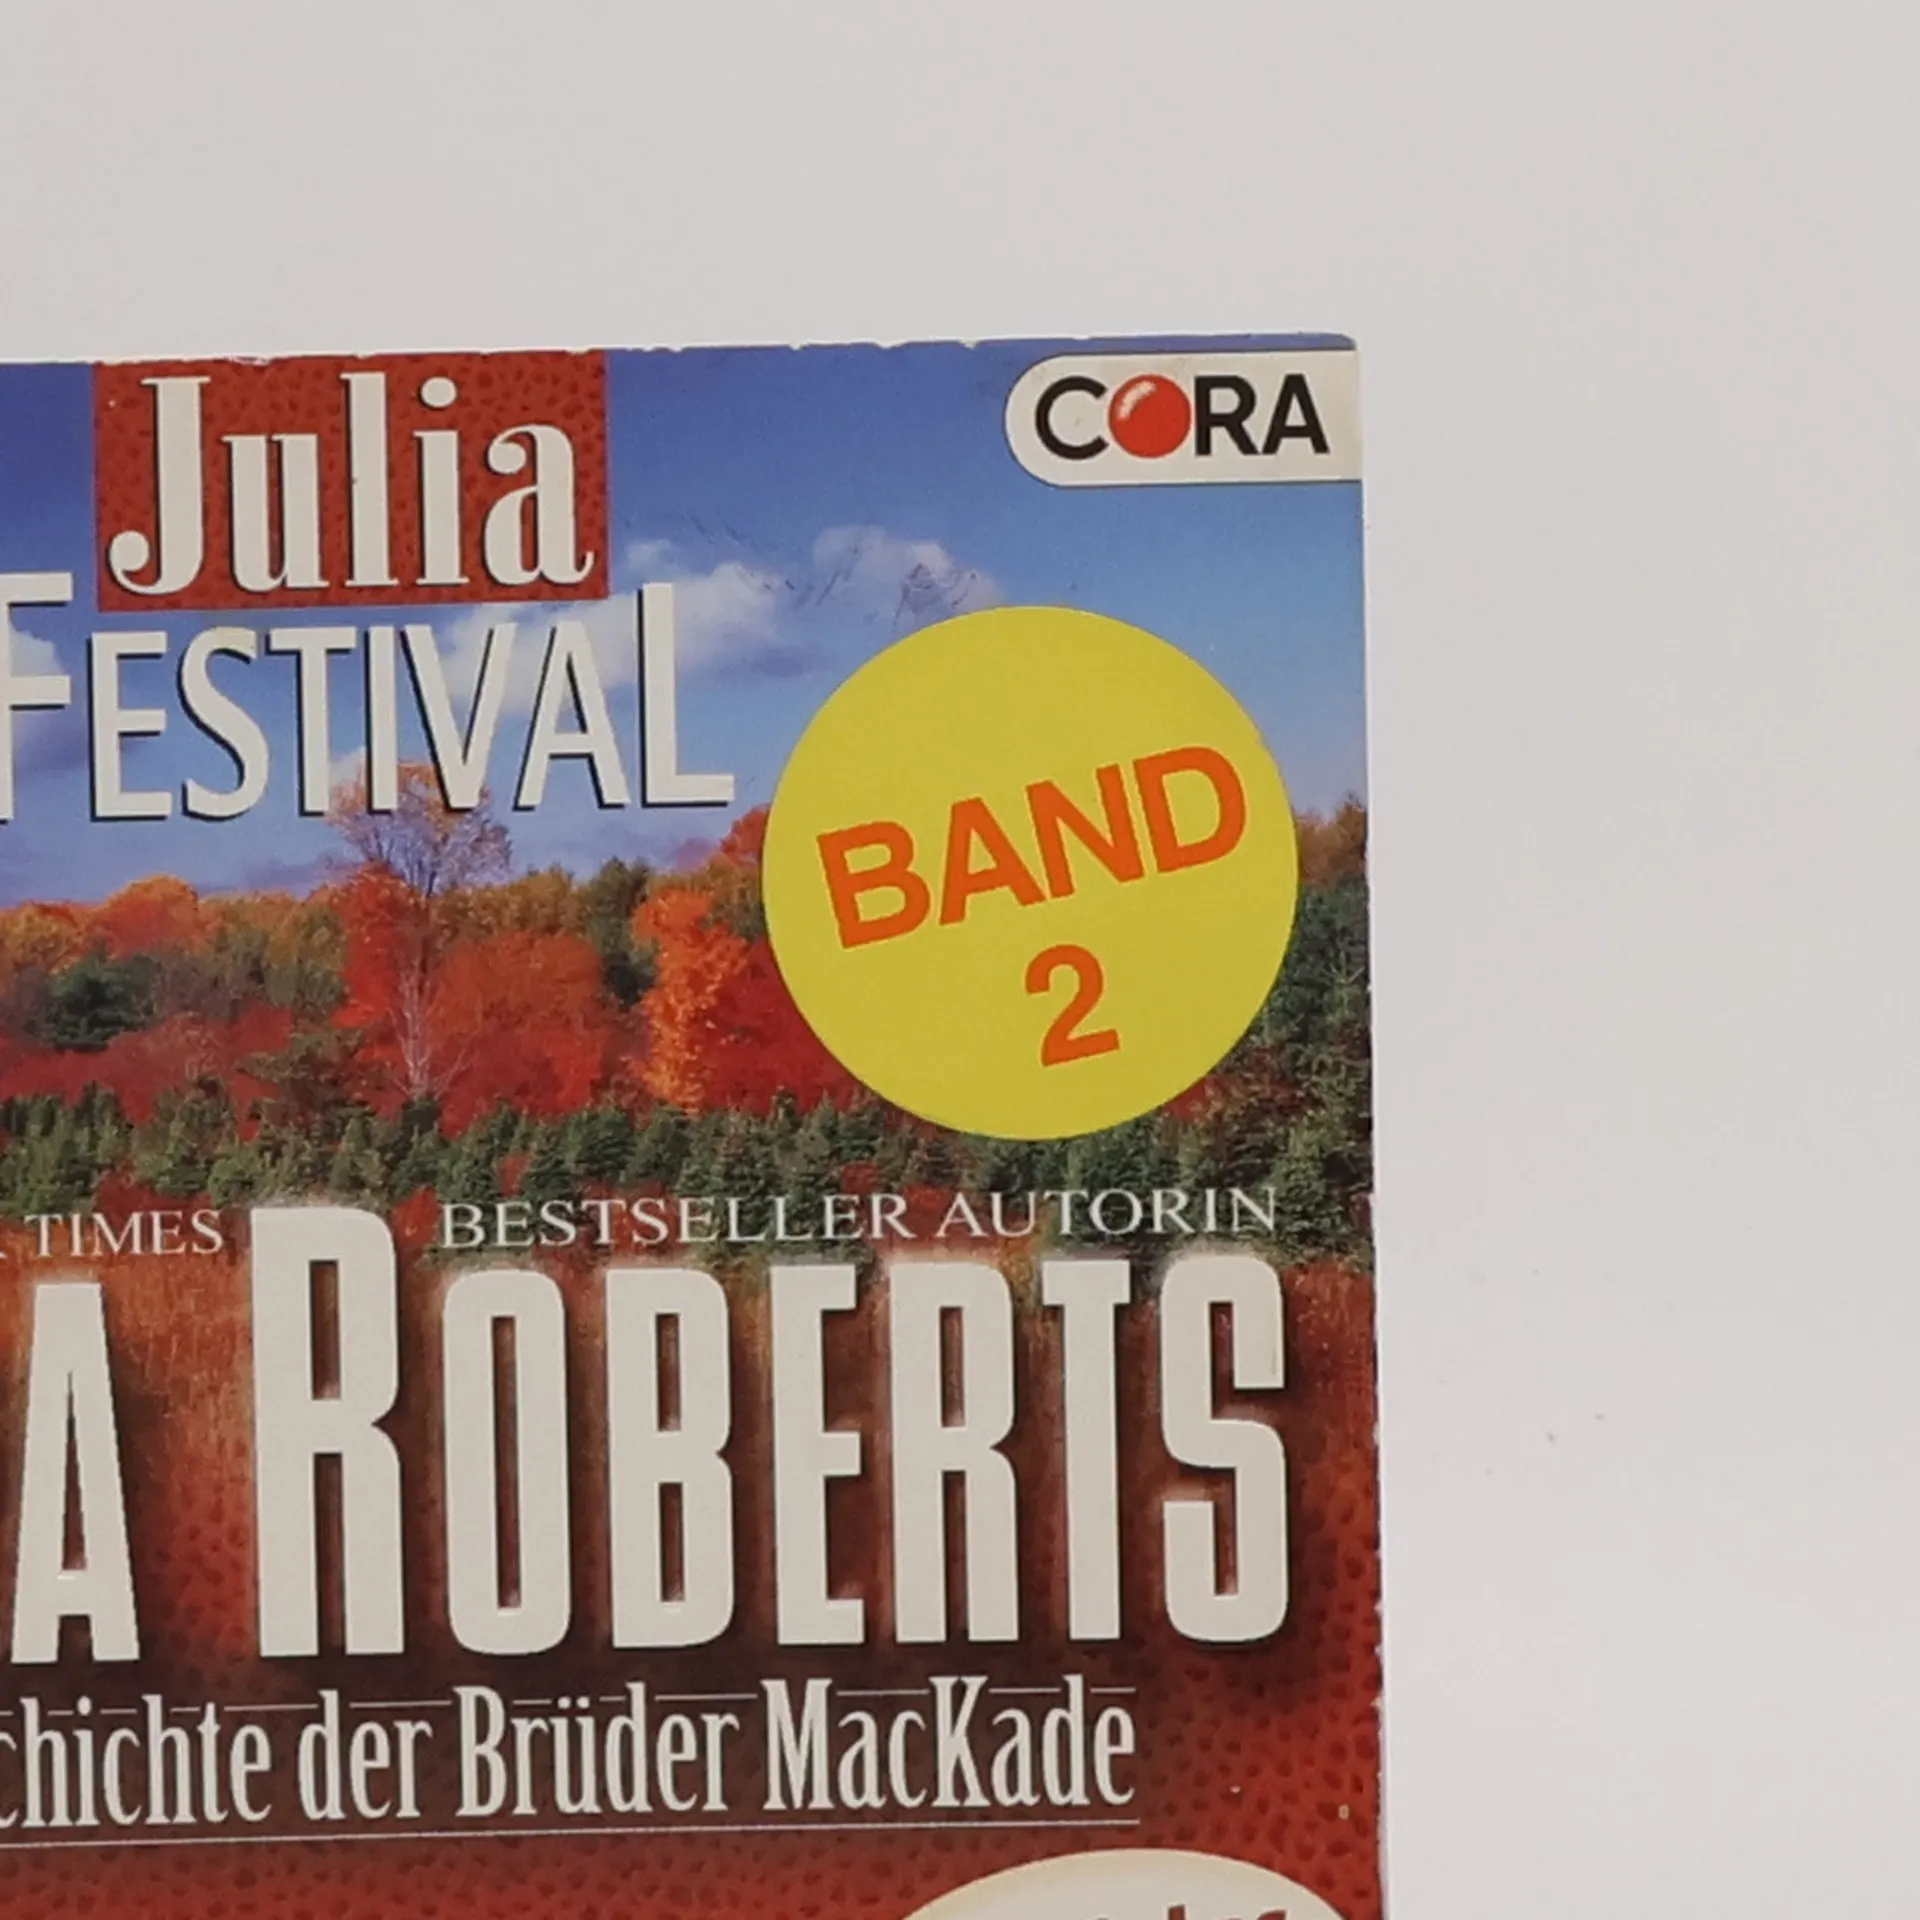 Julia
CORA
FESTIVAL
BAND
2
TIMES BESTSELLER AUTORIN
A ROBERTS
chichte der Brüder MacKade